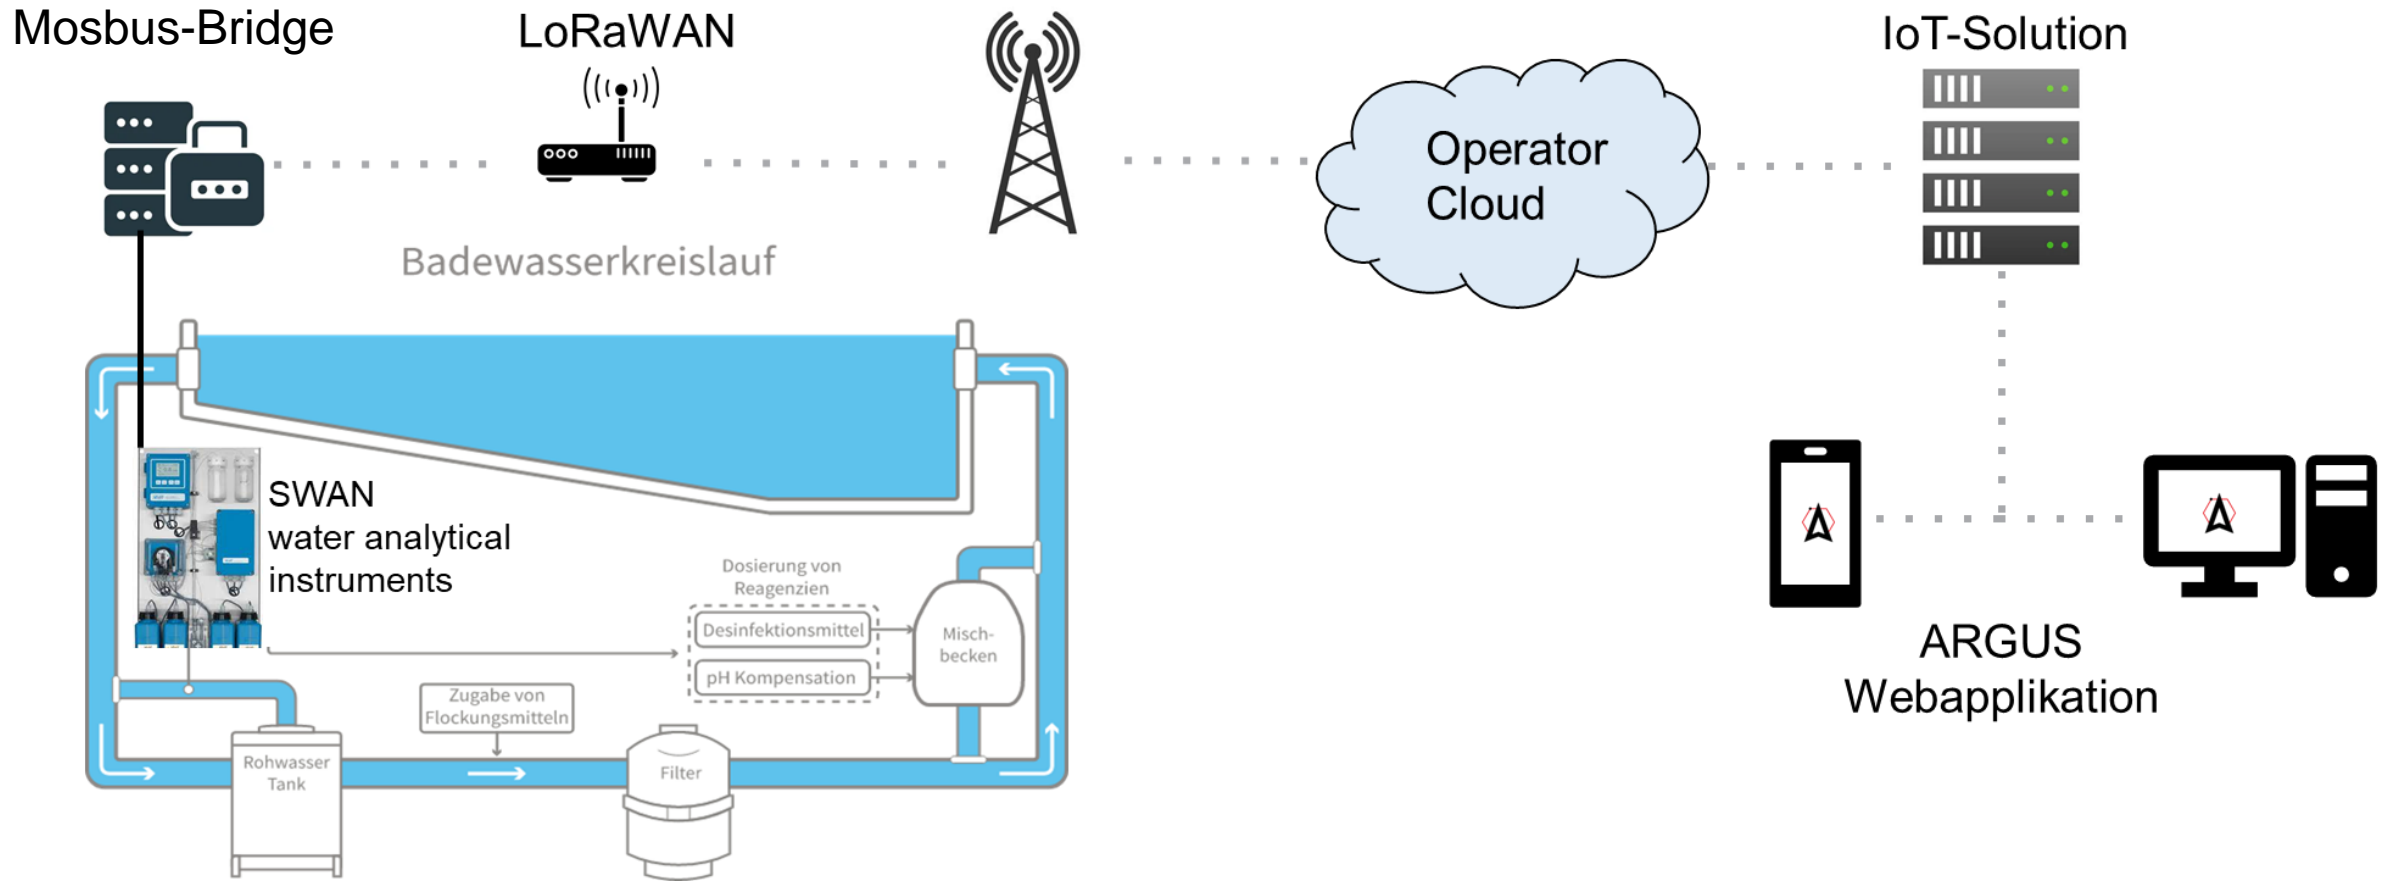 Mosbus-Bridge
LoRaWAN
IoT-Solution
Operator
Cloud
Badewasserkreislauf
SWAN
water analytical
instruments
Dosierung von
Reagenzien
Desinfektionsmittel
pH Kompensation
Misch-
becken
Zugabe von
Flockungsmitteln
Rohwasser
Tank
Filter
ARGUS
Webapplikation